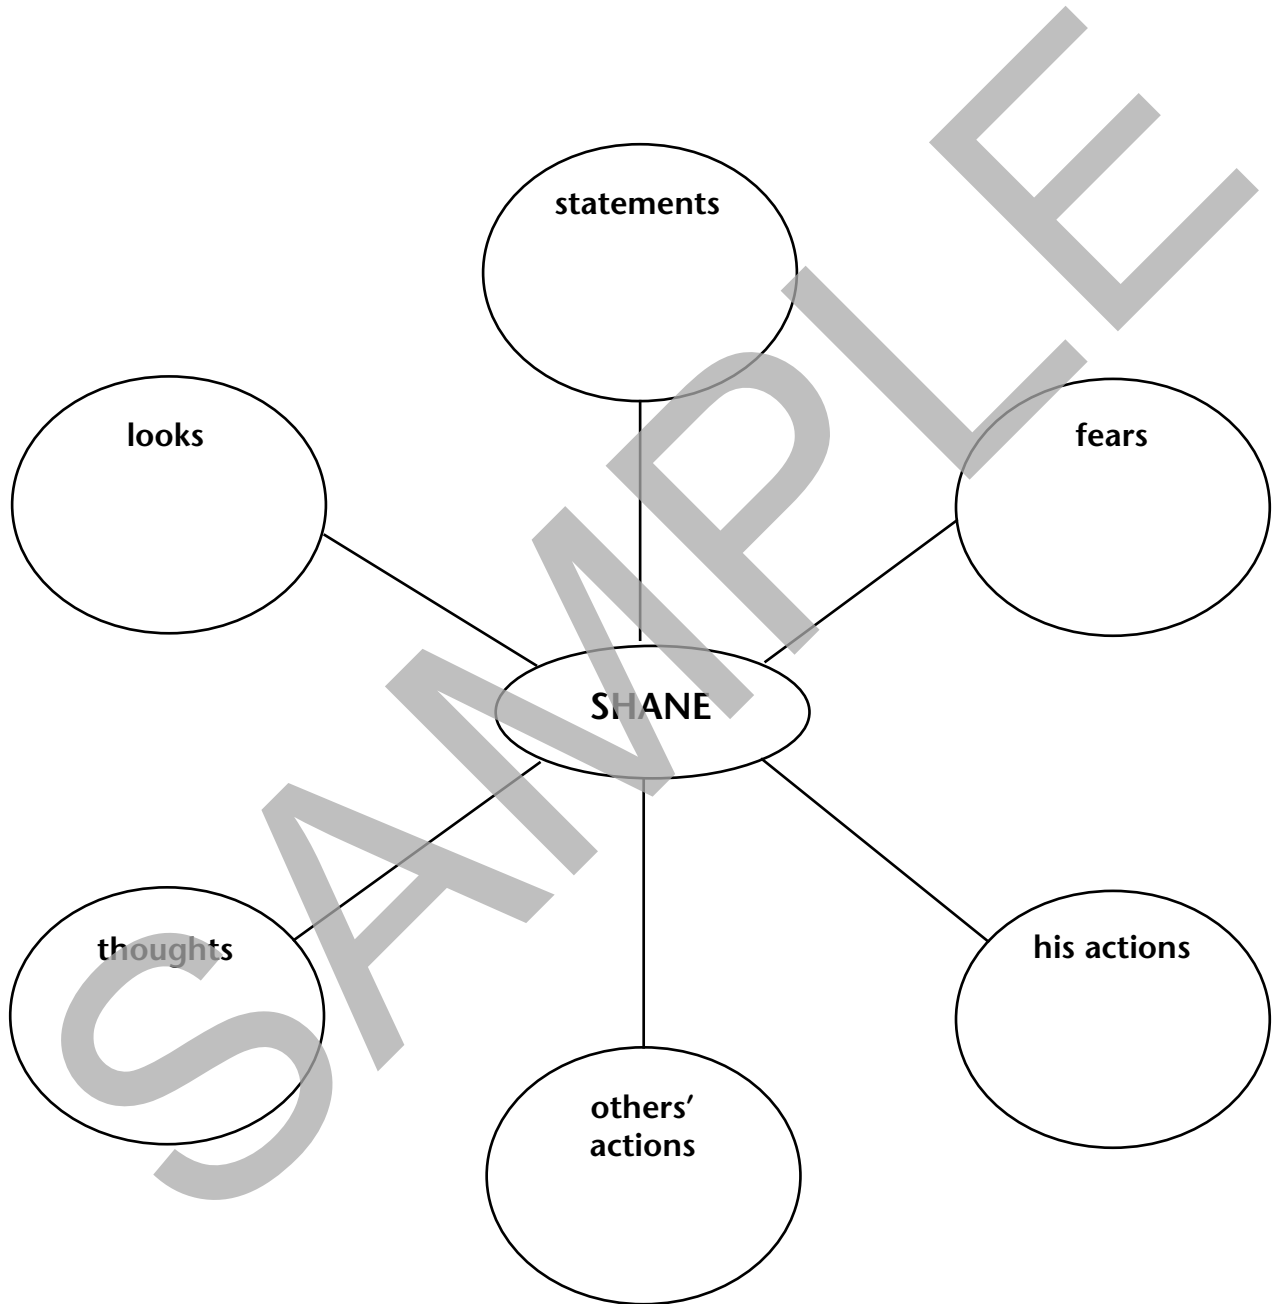 statements
looks
fears
SHANE
thoughts
his actions
others’
actions
SAMPLE